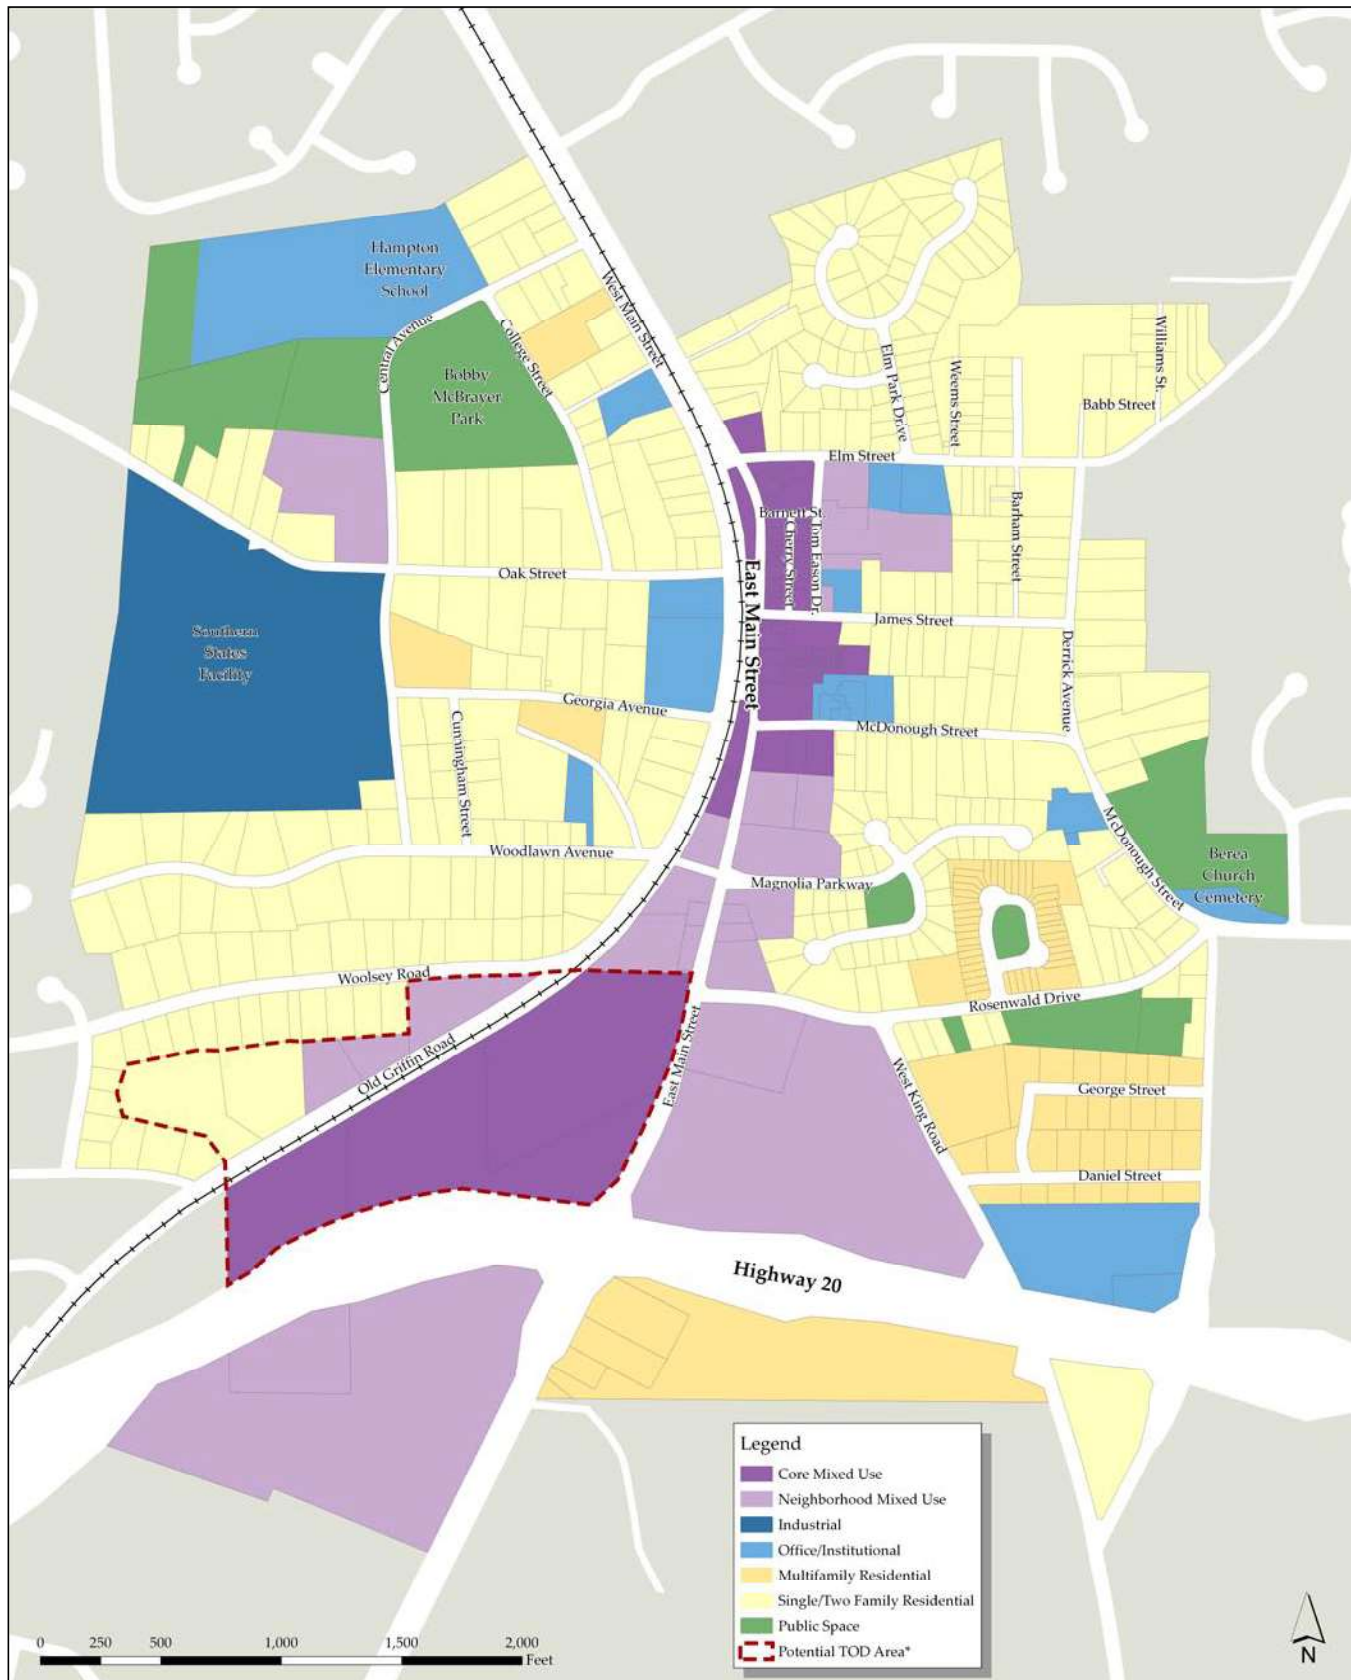 Hampton
Elementary
School
West Main Street
Central Avenue
College Street
Bobby
McBrayer
Park
Elm Park Drive
Weems Street
Williams St.
Babb Street
Elm Street
Barnett St.
Cherry Street
Tom Eason Dr.
Barham Street
East Main Street
Oak Street
James Street
Derrick Avenue
Southern
States
Facility
Georgia Avenue
McDonough Street
Cunningham Street
Woodlawn Avenue
McDonough Street
Berea
Church
Cemetery
Magnolia Parkway
Woolsey Road
Rosenwald Drive
Old Griffin Road
East Main Street
West King Road
George Street
Daniel Street
Highway 20
Legend
Core Mixed Use
Neighborhood Mixed Use
Industrial
Office/Institutional
Multifamily Residential
Single/Two Family Residential
Public Space
Potential TOD Area*
0 250 500 1,000 1,500 2,000
Feet
N